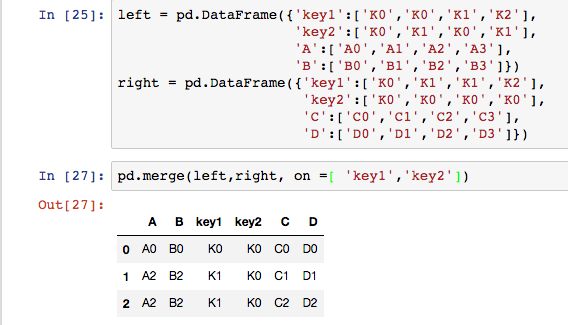 In [25]: left = pd.DataFrame({'key1':['K0','K0','K1','K2'],
'key2':['K0','K1','K0','K1'],
'A':['A0','A1','A2','A3'],
'B':['B0','B1','B2','B3']})
right = pd.DataFrame({'key1':['K0','K1','K1','K2'],
'key2':['K0','K0','K0','K0'],
'C':['C0','C1','C2','C3'],
'D':['D0','D1','D2','D3']})
In [27]: pd.merge(left,right, on =[ 'key1','key2'])
Out[27]:
A B key1 key2 C D
0 A0 B0 K0 K0 C0 D0
1 A2 B2 K1 K0 C1 D1
2 A2 B2 K1 K0 C2 D2